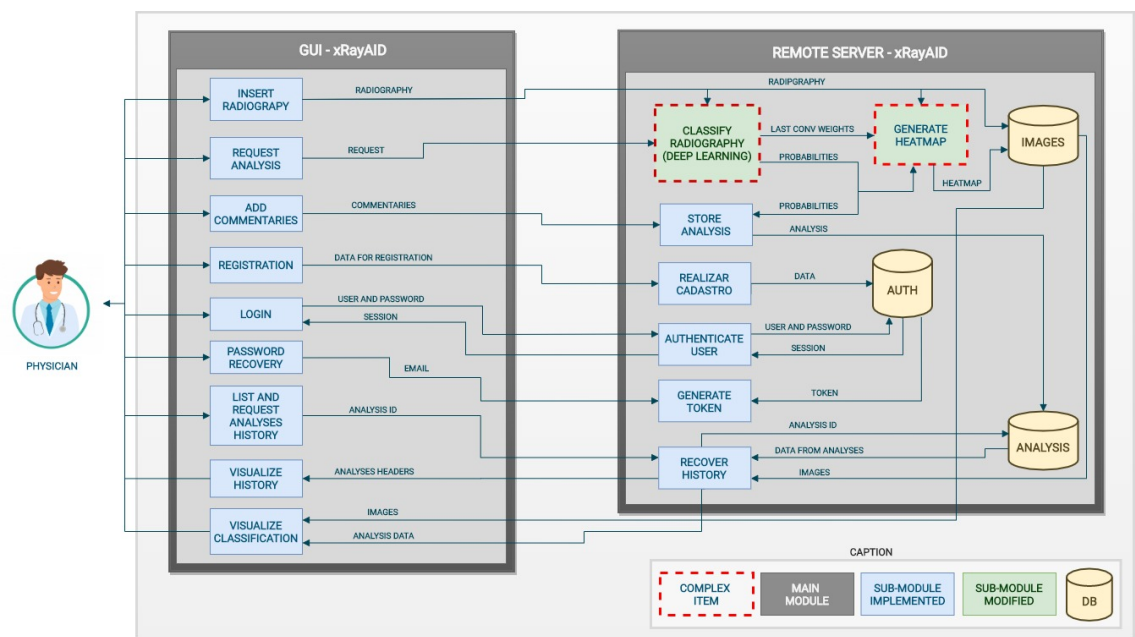 GUI - xRayAID
REMOTE SERVER - xRayAID
INSERT
RADIOGRAPY
RADIOGRAPHY
RADIPGRAPHY
CLASSIFY
RADIOGRAPHY
(DEEP LEARNING)
LAST CONV WEIGHTS
PROBABILITIES
GENERATE
HEATMAP
HEATMAP
IMAGES
REQUEST
ANALYSIS
REQUEST
ADD
COMMENTARIES
COMMENTARIES
PROBABILITIES
STORE
ANALYSIS
ANALYSIS
REGISTRATION
DATA FOR REGISTRATION
REALIZAR
CADASTRO
DATA
AUTH
LOGIN
USER AND PASSWORD
SESSION
AUTHENTICATE
USER
USER AND PASSWORD
SESSION
PHYSICIAN
PASSWORD
RECOVERY
EMAIL
GENERATE
TOKEN
TOKEN
LIST AND
REQUEST
ANALYSES
HISTORY
ANALYSIS ID
ANALYSIS ID
DATA FROM ANALYSES
IMAGES
RECOVER
HISTORY
ANALYSIS
VISUALIZE
HISTORY
ANALYSES HEADERS
VISUALIZE
CLASSIFICATION
IMAGES
ANALYSIS DATA
CAPTION
COMPLEX
ITEM
MAIN
MODULE
SUB-MODULE
IMPLEMENTED
SUB-MODULE
MODIFIED
DB